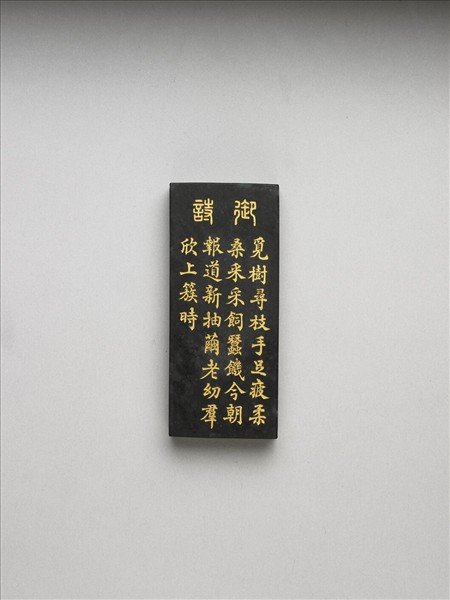 御詩
覓樹尋枝手足疲柔
桑采采飼蠶饑今朝
報道新抽繭老幼羣
欣上簇時